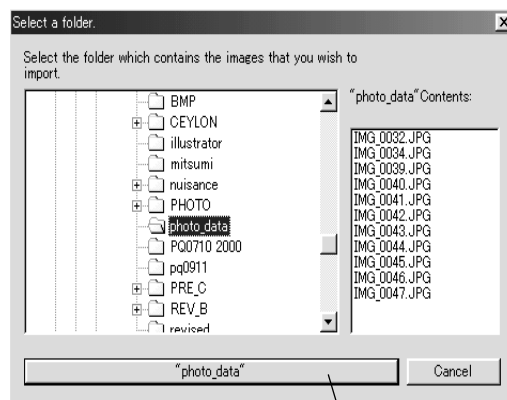 Select a folder.
Select the folder which contains the images that you wish to
import.
BMP
CEYLON
illustrator
mitsumi
nuisance
PHOTO
photo_data
PQ0710 2000
pq0911
PRE_C
REV_B
revised
"photo_data"Contents:
IMG_0032.JPG
IMG_0034.JPG
IMG_0039.JPG
IMG_0040.JPG
IMG_0041.JPG
IMG_0042.JPG
IMG_0043.JPG
IMG_0044.JPG
IMG_0045.JPG
IMG_0046.JPG
IMG_0047.JPG
"photo_data"
Cancel